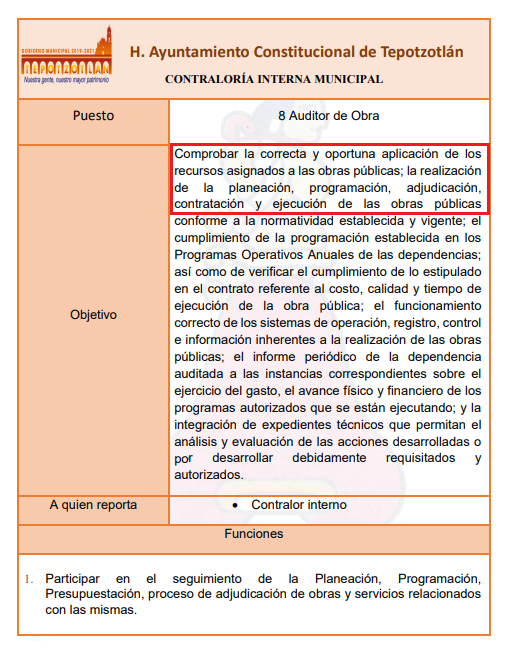 GOBIERNO MUNICIPAL 2019-2021
TEPOTZOTLÁN
Nuestra gente, nuestro mayor patrimonio
H. Ayuntamiento Constitucional de Tepotzotlán
CONTRALORÍA INTERNA MUNICIPAL
Puesto
8 Auditor de Obra
Objetivo
Comprobar la correcta y oportuna aplicación de los
recursos asignados a las obras públicas; la realización
de la planeación, programación, adjudicación,
contratación y ejecución de las obras públicas
conforme a la normatividad establecida y vigente; el
cumplimiento de la programación establecida en los
Programas Operativos Anuales de las dependencias;
así como de verificar el cumplimiento de lo estipulado
en el contrato referente al costo, calidad y tiempo de
ejecución de la obra pública; el funcionamiento
correcto de los sistemas de operación, registro, control
e información inherentes a la realización de las obras
públicas; el informe periódico de la dependencia
auditada a las instancias correspondientes sobre el
ejercicio del gasto, el avance físico y financiero de los
programas autorizados que se están ejecutando; y la
integración de expedientes técnicos que permitan el
análisis y evaluación de las acciones desarrolladas o
por desarrollar debidamente requisitados y
autorizados.
A quien reporta
• Contralor interno
Funciones
1. Participar en el seguimiento de la Planeación, Programación,
Presupuestación, proceso de adjudicación de obras y servicios relacionados
con las mismas.